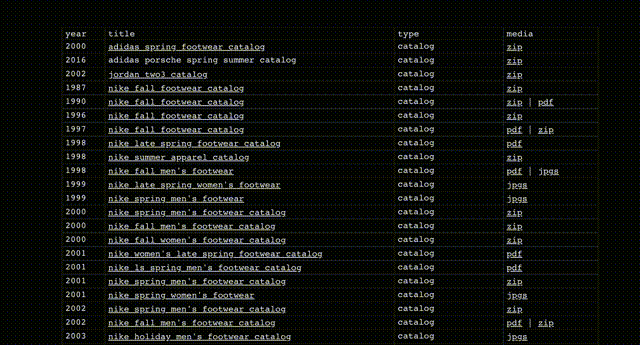 year title type media
2000 adidas spring footwear catalog catalog zip
2016 adidas porsche spring summer catalog catalog zip
2002 jordan two3 catalog catalog zip
1987 nike fall footwear catalog catalog zip
1990 nike fall footwear catalog catalog zip | pdf
1996 nike fall footwear catalog catalog zip
1997 nike fall footwear catalog catalog pdf | zip
1998 nike late spring footwear catalog catalog pdf
1998 nike summer apparel catalog catalog zip
1998 nike fall men's footwear catalog pdf | jpgs
1999 nike late spring women's footwear catalog jpgs
1999 nike spring men's footwear catalog jpgs
2000 nike spring men's footwear catalog catalog zip
2000 nike fall men's footwear catalog catalog zip
2000 nike fall women's footwear catalog catalog zip
2001 nike women's late spring footwear catalog catalog pdf
2001 nike ls spring men's footwear catalog catalog pdf
2001 nike spring men's footwear catalog catalog zip
2001 nike spring women's footwear catalog jpgs
2002 nike spring men's footwear catalog catalog zip
2002 nike fall men's footwear catalog catalog pdf | zip
2003 nike holiday men's footwear catalog catalog jpgs